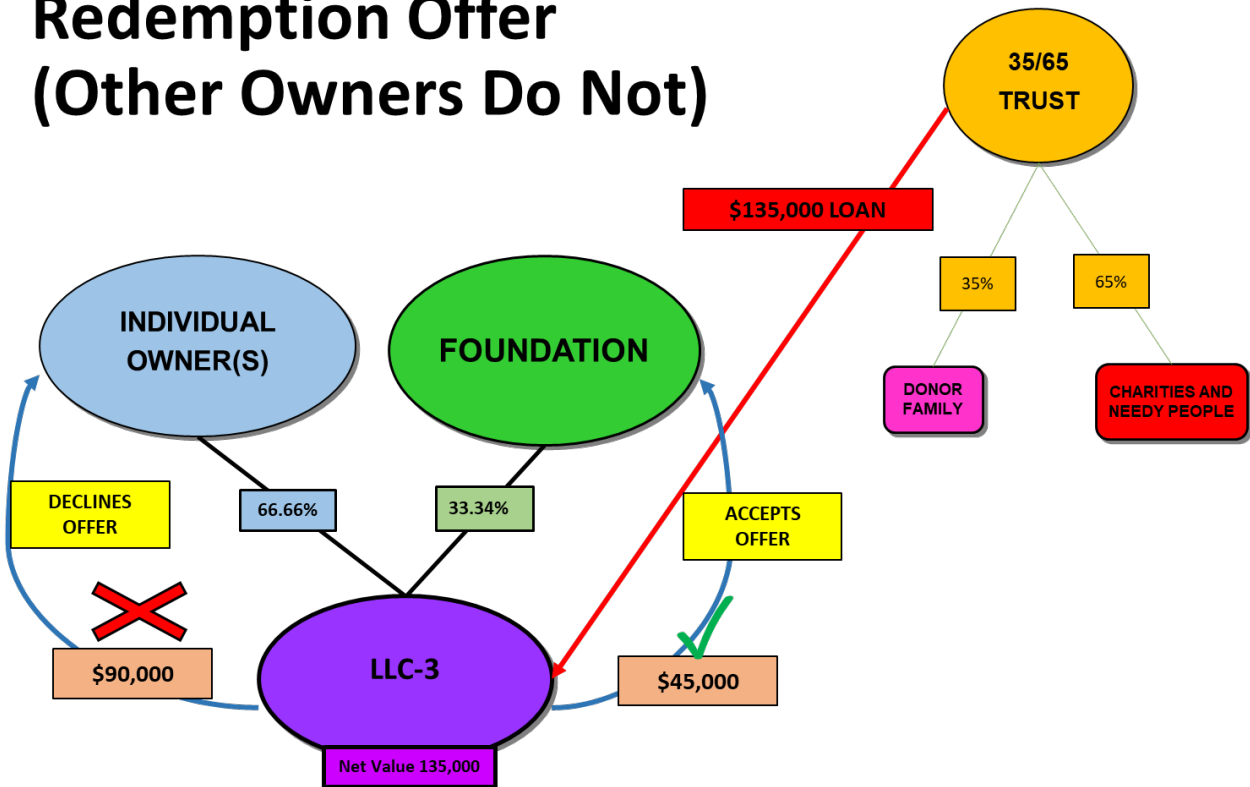 Redemption Offer
(Other Owners Do Not)
35/65
TRUST
$135,000 LOAN
35%
65%
INDIVIDUAL
OWNER(S)
FOUNDATION
DONOR
FAMILY
CHARITIES AND
NEEDY PEOPLE
DECLINES
OFFER
66.66%
33.34%
ACCEPTS
OFFER
$90,000
LLC-3
$45,000
Net Value 135,000